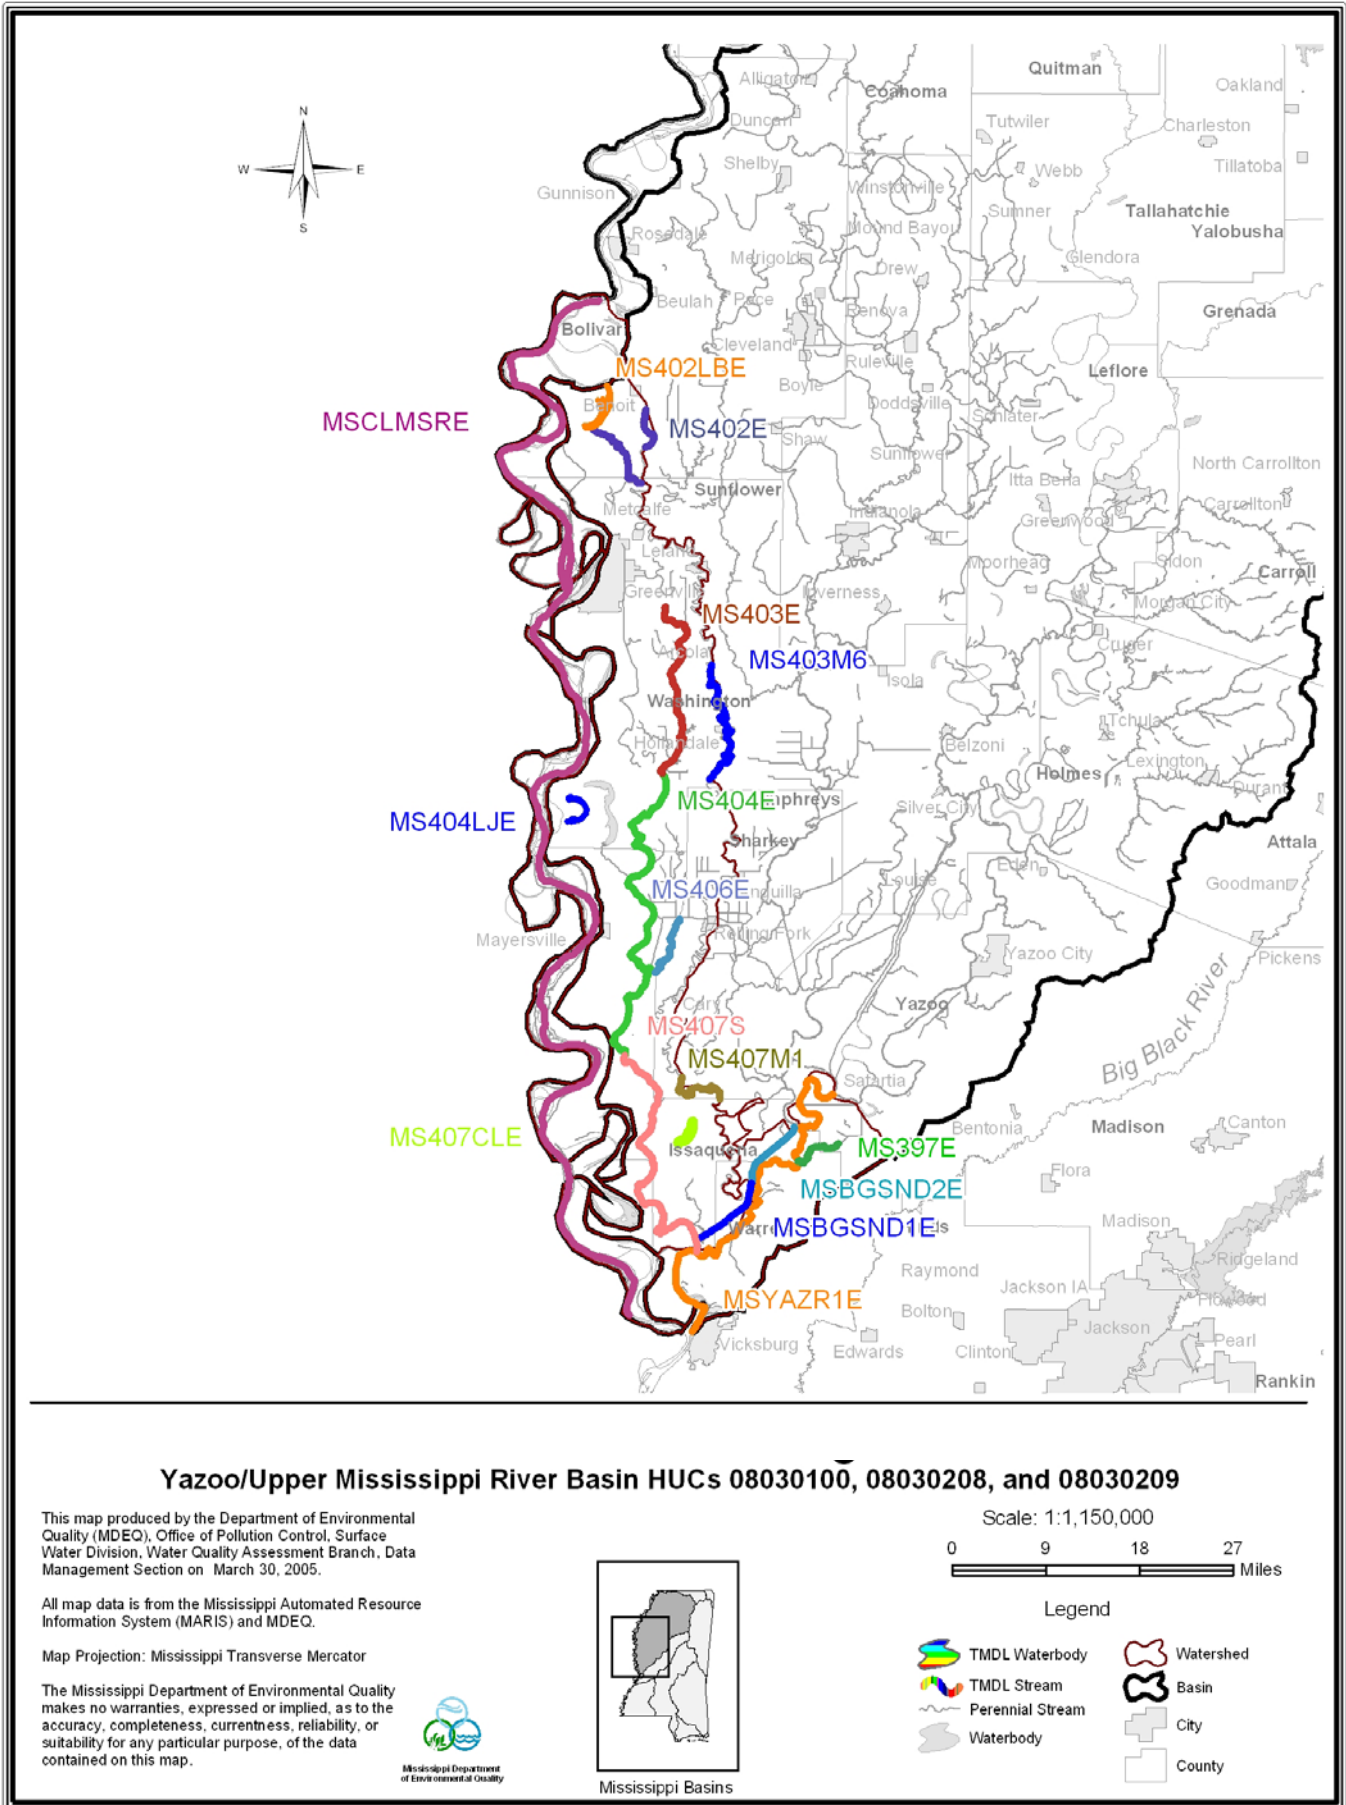 N
W
E
S
Quitman
Alligator
Coahoma
Oakland
Duncan
Tutwiler
Charleston
Shelby
Webb
Tillatoba
Gunnison
Winstonville
Sumner
Tallahatchie
Mound Bayou
Yalobusha
Rosedale
Merigold
Drew
Glendora
Beulah
Pace
Renova
Grenada
Bolivar
Cleveland
Ruleville
MS402LBE
Leflore
Boyle
Benoit
Doddsville
Schlater
MSCLMSRE
MS402E
Shaw
Sunflower
North Carrollton
Itta Bena
Sunflower
Carrollton
Metcalfe
Indianola
Greenwood
Leland
Moorhead
Sidon
Carroll
Greenville
Inverness
Morgan City
MS403E
Cruger
Arcola
MS403M6
Isola
Washington
Tchula
Hollandale
Belzoni
Lexington
Holmes
Durant
MS404E
mphreys
Silver City
MS404LJE
Sharkey
Attala
Eden
MS406E
nguilla
Louise
Goodman
Rolling Fork
Mayersville
Yazoo City
Pickens
Cary
Yazoo
Big Black River
MS407S
MS407M1
Satartia
MS407CLE
Bentonia
Madison
Canton
Issaquena
MS397E
Flora
MSBGSND2E
Madison
Warre
MSBGSND1E
ds
Ridgeland
Raymond
Jackson IA
MSYAZR1E
Bolton
Flowood
Jackson
Vicksburg
Edwards
Clinton
Pearl
Rankin
Yazoo/Upper Mississippi River Basin HUCs 08030100, 08030208, and 08030209
This map produced by the Department of Environmental
Quality (MDEQ), Office of Pollution Control, Surface
Water Division, Water Quality Assessment Branch, Data
Management Section on March 30, 2005.
All map data is from the Mississippi Automated Resource
Information System (MARIS) and MDEQ.
Map Projection: Mississippi Transverse Mercator
The Mississippi Department of Environmental Quality
makes no warranties, expressed or implied, as to the
accuracy, completeness, currentness, reliability, or
suitability for any particular purpose, of the data
contained on this map.
Mississippi Department
of Environmental Quality
Mississippi Basins
Scale: 1:1,150,000
0 9 18 27
Miles
Legend
TMDL Waterbody
TMDL Stream
Perennial Stream
Waterbody
Watershed
Basin
City
County